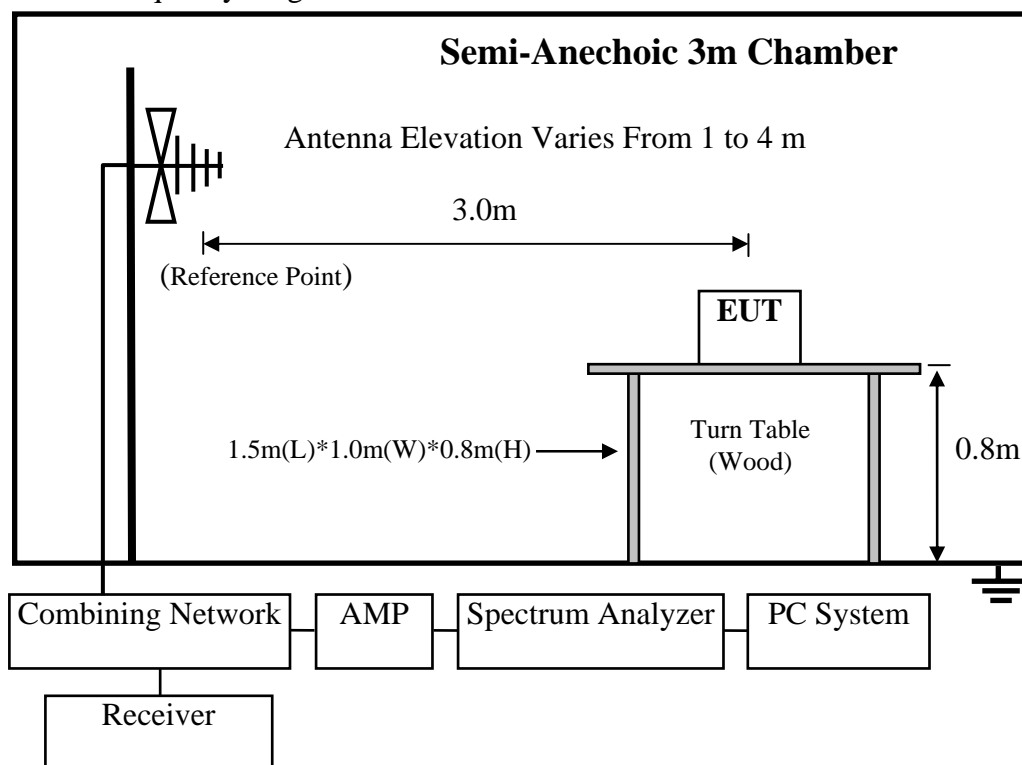 Semi-Anechoic 3m Chamber
Antenna Elevation Varies From 1 to 4 m
3.0m
(Reference Point)
EUT
1.5m(L)*1.0m(W)*0.8m(H)
Turn Table
(Wood)
0.8m
Combining Network
AMP
Spectrum Analyzer
PC System
Receiver